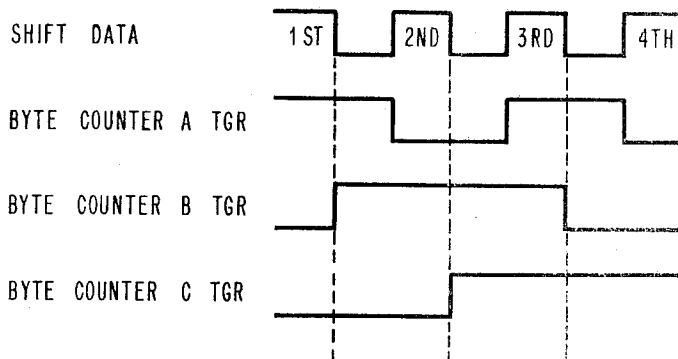 SHIFT DATA 1ST 2ND 3RD 4TH
BYTE COUNTER A TGR
BYTE COUNTER B TGR
BYTE COUNTER C TGR